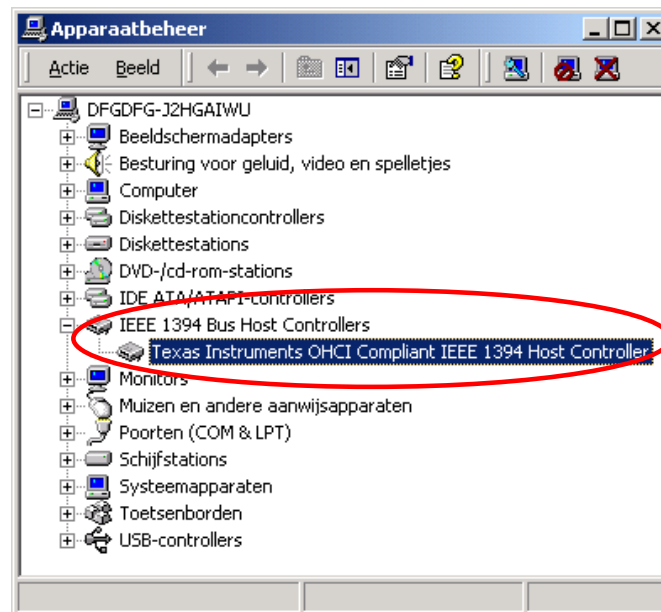 Apparaatbeheer
Actie Beeld
DFGDFG-J2HGAIWU
Beeldschermadapters
Besturing voor geluid, video en spelletjes
Computer
Diskettestationcontrollers
Diskettestations
DVD-/cd-rom-stations
IDE ATA/ATAPI-controllers
IEEE 1394 Bus Host Controllers
Texas Instruments OHCI Compliant IEEE 1394 Host Controller
Monitors
Muizen en andere aanwijsapparaten
Poorten (COM & LPT)
Schijfstations
Systeemapparaten
Toetsenborden
USB-controllers